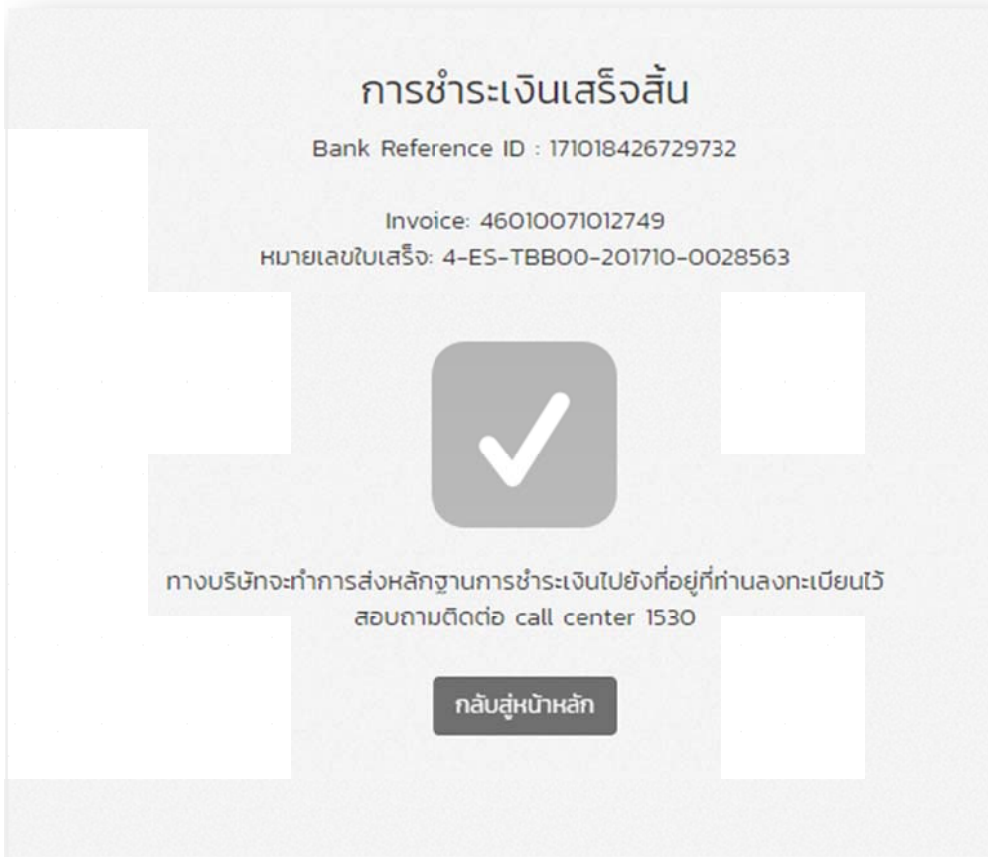 การชำระเงินเสร็จสิ้น
Bank Reference ID : 171018426729732
Invoice: 46010071012749
หมายเลขใบเสร็จ: 4-ES-TBB00-201710-0028563
ทางบริษัทจะทำการส่งหลักฐานการชำระเงินไปยังที่อยู่ที่ท่านลงทะเบียนไว้
สอบถามติดต่อ call center 1530
กลับสู่หน้าหลัก